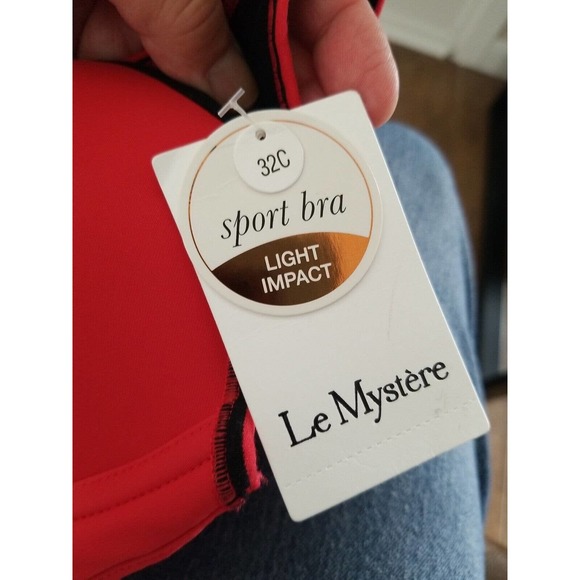 32C
sport bra
LIGHT
IMPACT
Le Mystère